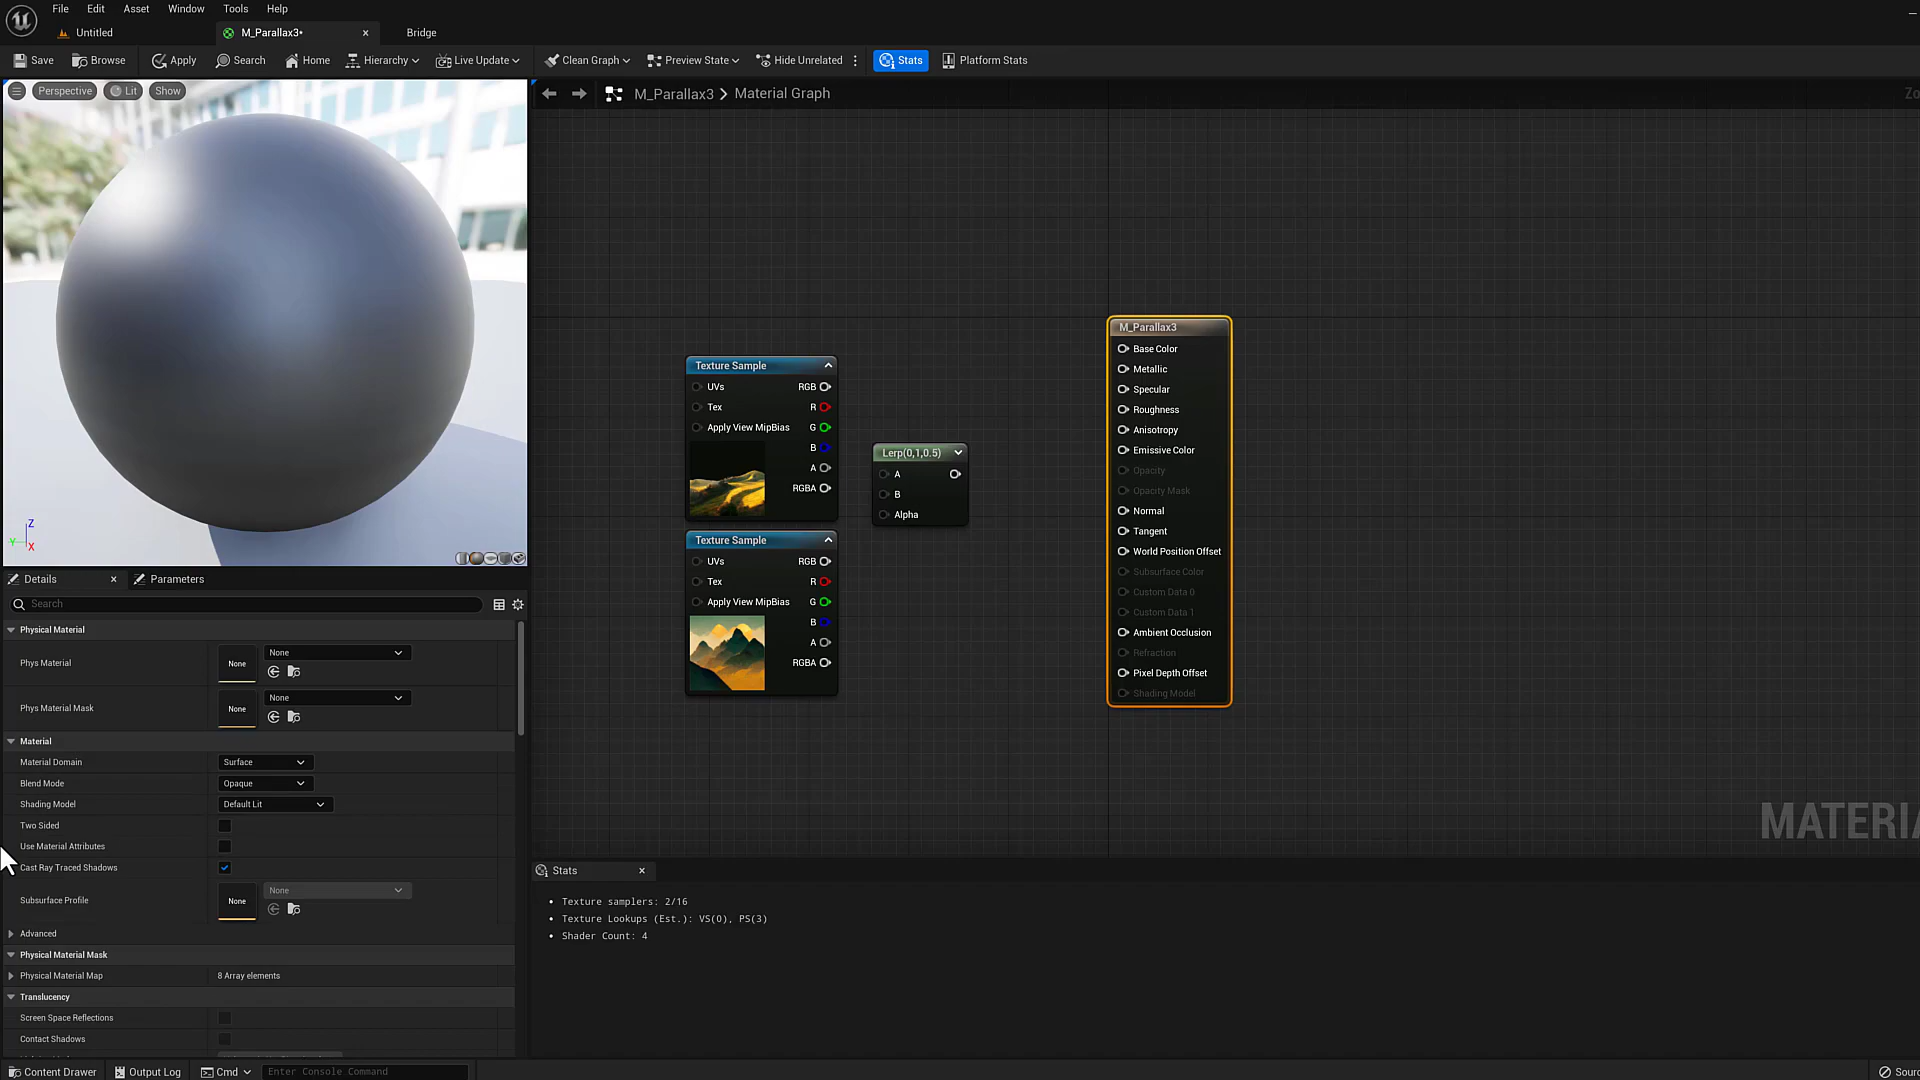 File Edit Asset Window Tools Help
Untitled M_Parallax3• Bridge
Save Browse Apply Search Home Hierarchy Live Update Clean Graph Preview State Hide Unrelated Stats Platform Stats
Perspective Lit Show
M_Parallax3 > Material Graph
Zo
M_Parallax3
Base Color
Metallic
Specular
Roughness
Anisotropy
Emissive Color
Opacity
Opacity Mask
Normal
Tangent
World Position Offset
Subsurface Color
Custom Data 0
Custom Data 1
Ambient Occlusion
Refraction
Pixel Depth Offset
Shading Model
Texture Sample
UVs RGB
Tex R
Apply View MipBias G
B
A
RGBA
Lerp(0,1,0.5)
A
B
Alpha
Texture Sample
UVs RGB
Tex R
Apply View MipBias G
B
A
RGBA
Z
Y
X
MATERIA
Details Parameters
Search
Physical Material
Phys Material None None
Phys Material Mask None None
Material
Material Domain Surface
Blend Mode Opaque
Shading Model Default Lit
Two Sided
Use Material Attributes
Cast Ray Traced Shadows
Subsurface Profile None None
Advanced
Physical Material Mask
Physical Material Map 8 Array elements
Translucency
Screen Space Reflections
Contact Shadows
Stats
Texture samplers: 2/16
Texture Lookups (Est.): VS(0), PS(3)
Shader Count: 4
Content Drawer Output Log Cmd Enter Console Command
Sourc